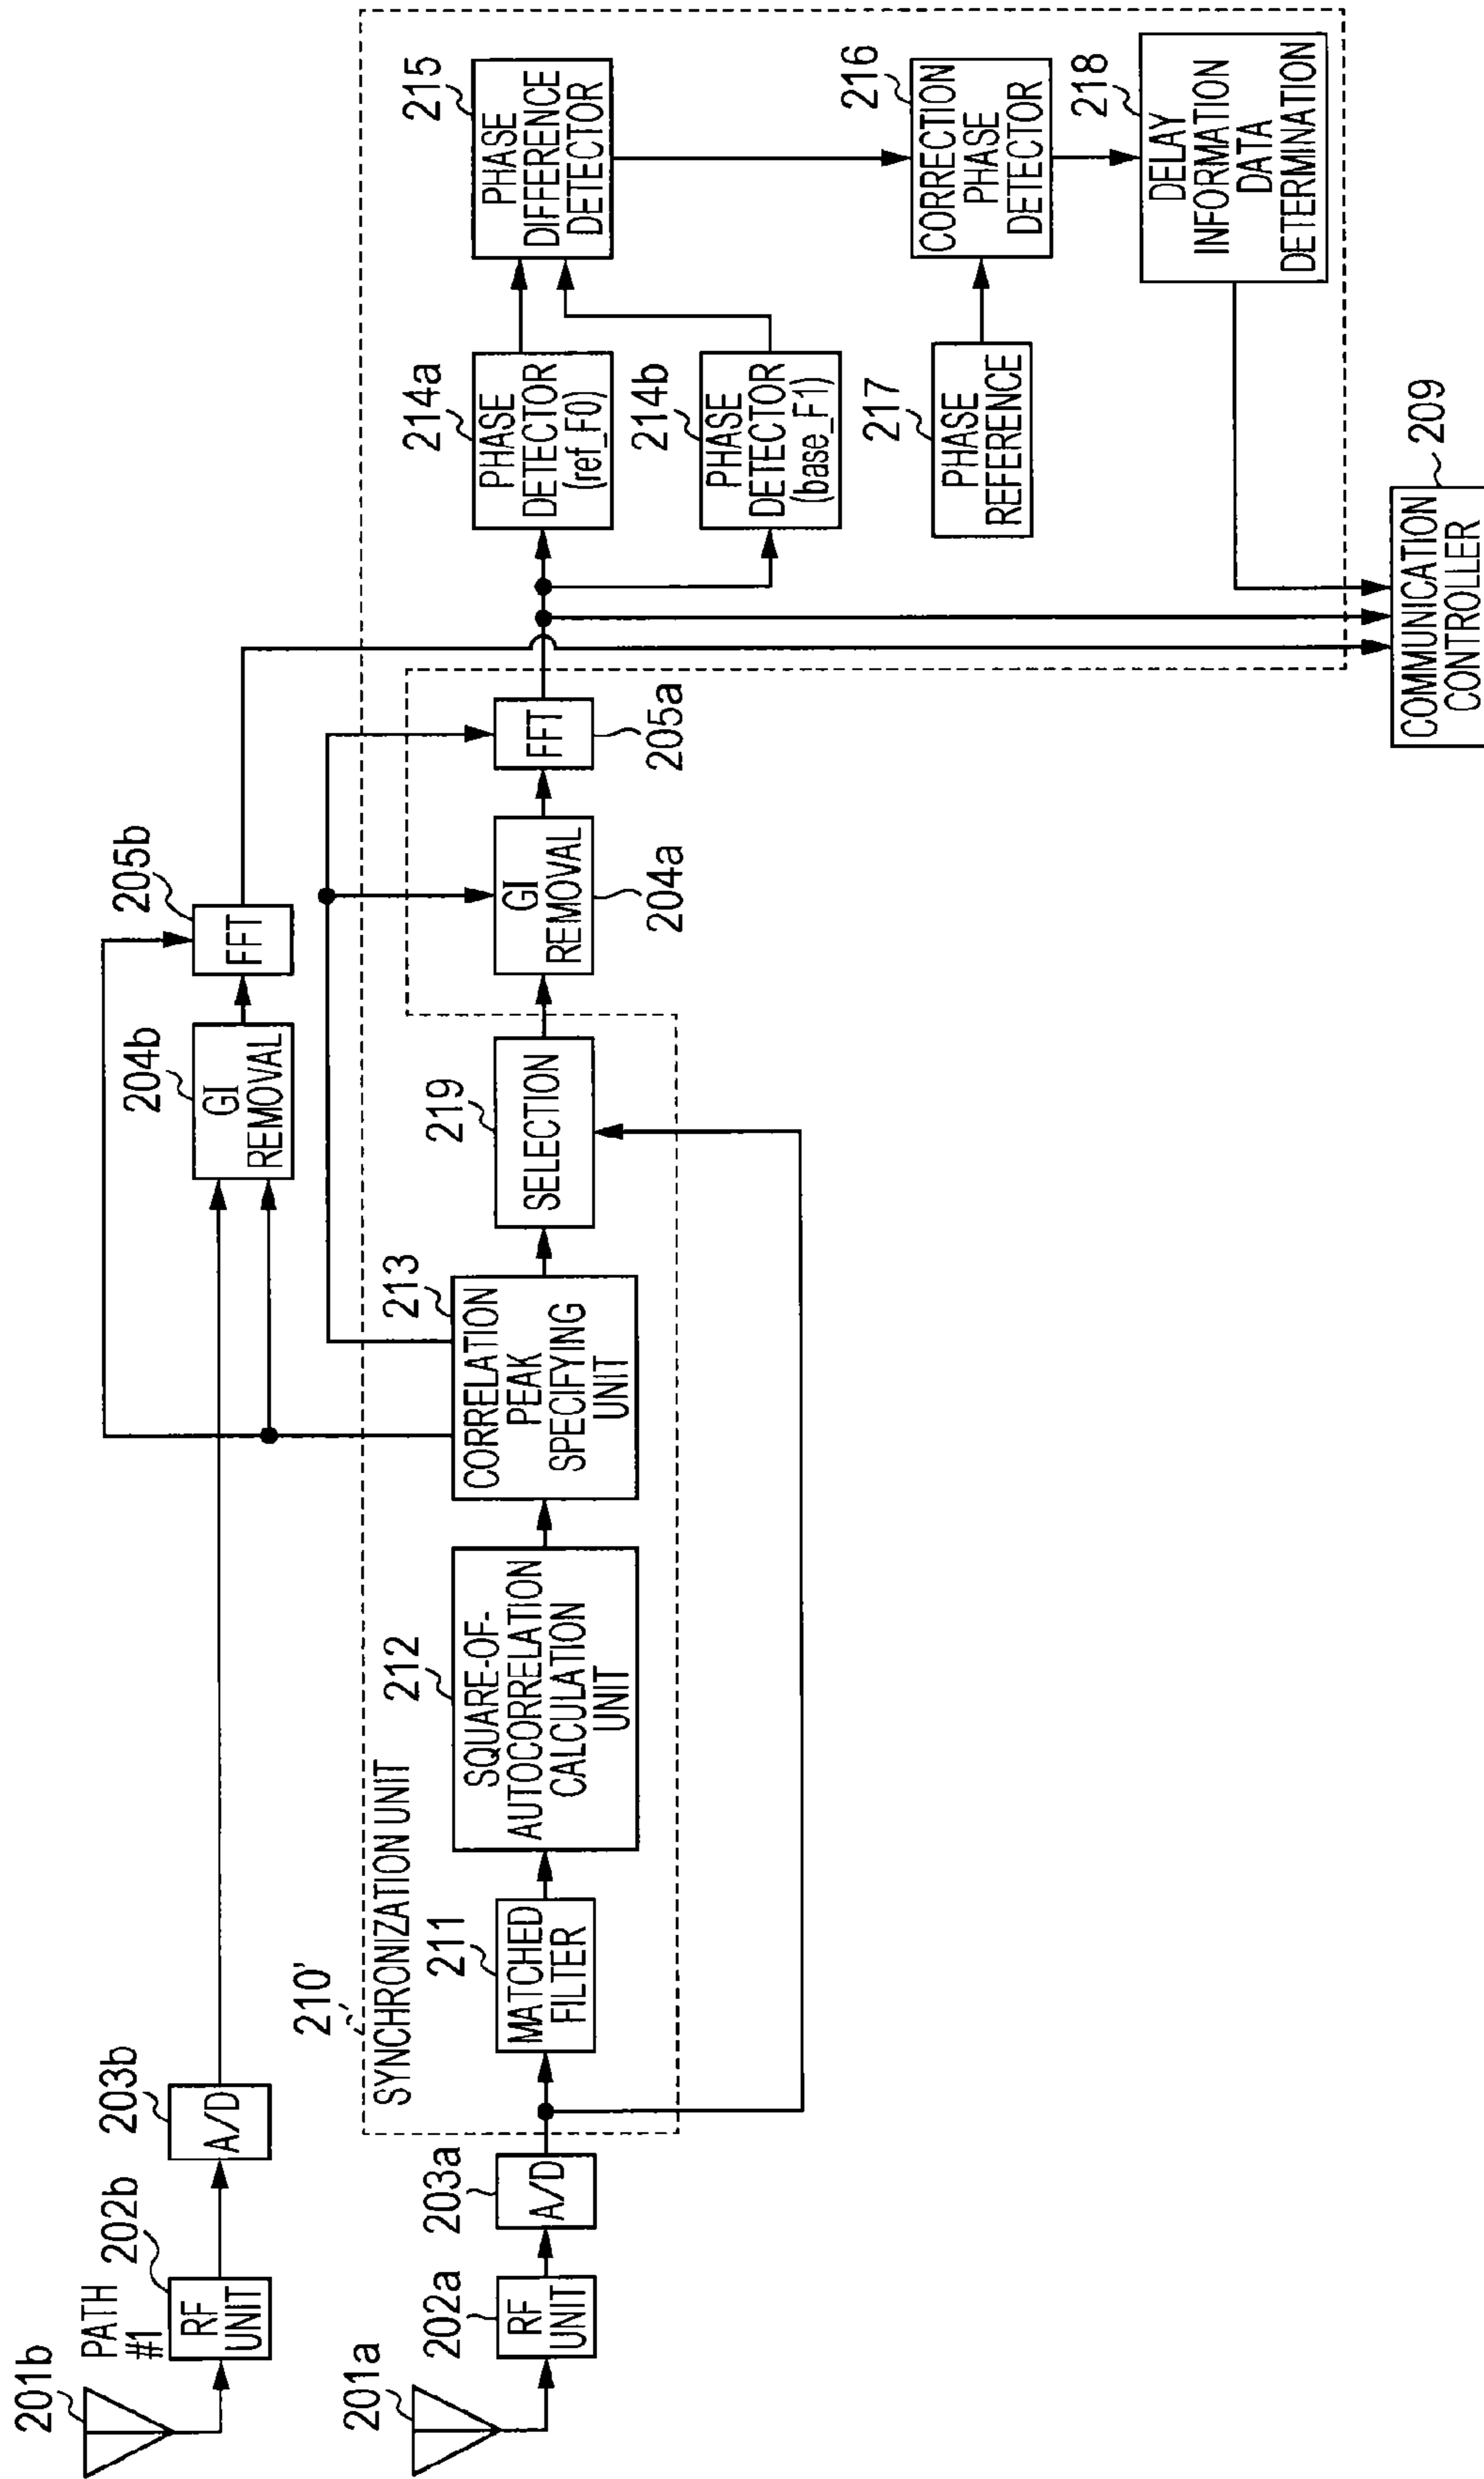 201b
PATH
#1
202b
RF
UNIT
203b
A/D
204b
GI
REMOVAL
205b
FFT
201a
202a
RF
UNIT
203a
A/D
210'
SYNCHRONIZATION UNIT
211
MATCHED
FILTER
212
SQUARE-OF-
AUTOCORRELATION
CALCULATION
UNIT
213
CORRELATION
PEAK
SPECIFYING
UNIT
219
SELECTION
GI
REMOVAL
204a
FFT
205a
214a
PHASE
DETECTOR
(ref_F0)
214b
PHASE
DETECTOR
(base_F1)
215
PHASE
DIFFERENCE
DETECTOR
217
PHASE
REFERENCE
216
CORRECTION
PHASE
DETECTOR
218
DELAY
INFORMATION
DATA
DETERMINATION
COMMUNICATION
CONTROLLER
209